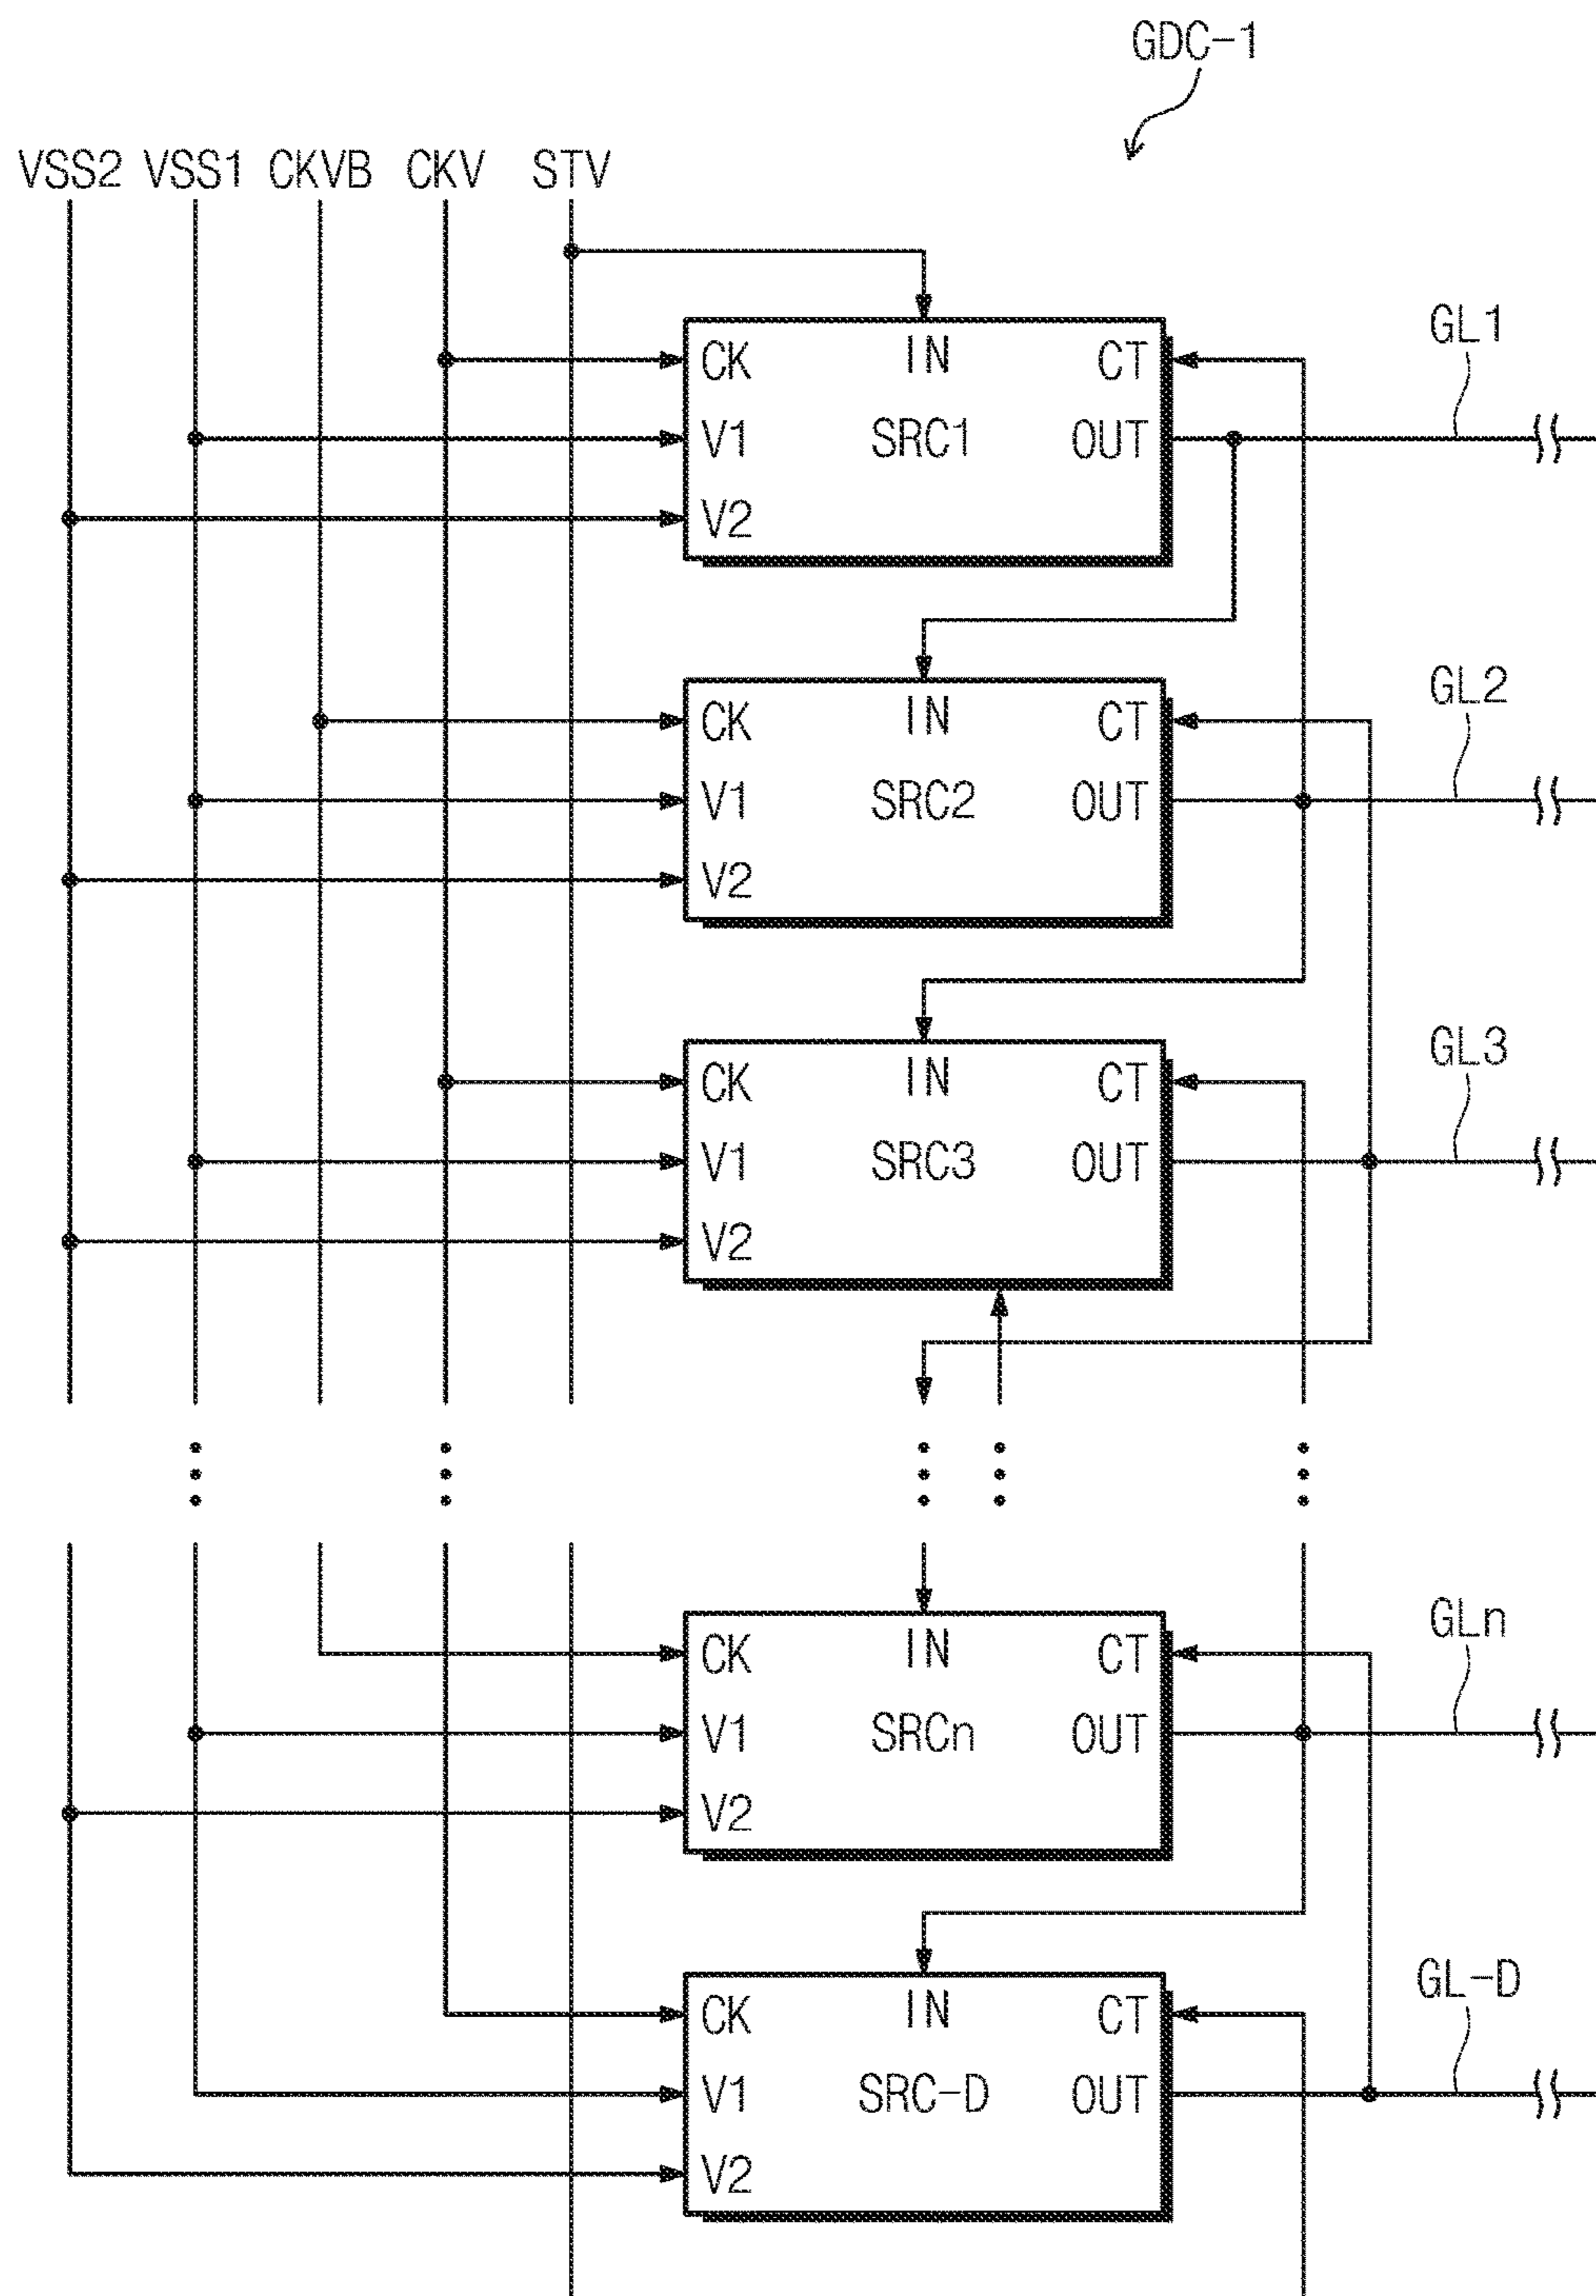 GDC-1
VSS2 VSS1 CKVB CKV STV
CK IN CT
V1 SRC1 OUT
V2
GL1
CK IN CT
V1 SRC2 OUT
V2
GL2
CK IN CT
V1 SRC3 OUT
V2
GL3
CK IN CT
V1 SRCn OUT
V2
GLn
CK IN CT
V1 SRC-D OUT
V2
GL-D